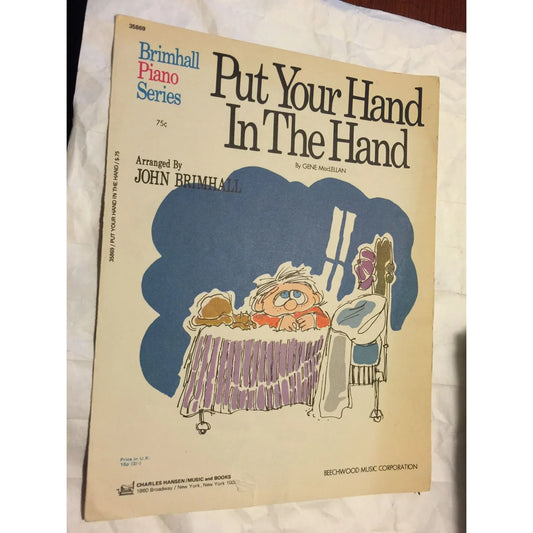 35869
Brimhall
Piano
Series
75¢
Put Your Hand
In The Hand
By GENE MacLELLAN
Arranged By
JOHN BRIMHALL
35869 / PUT YOUR HAND IN THE HAND / $.75
Price in U.K.
CHARLES HANSEN / MUSIC and BOOKS
1860 Broadway / New York, New York
BEECHWOOD MUSIC CORPORATION